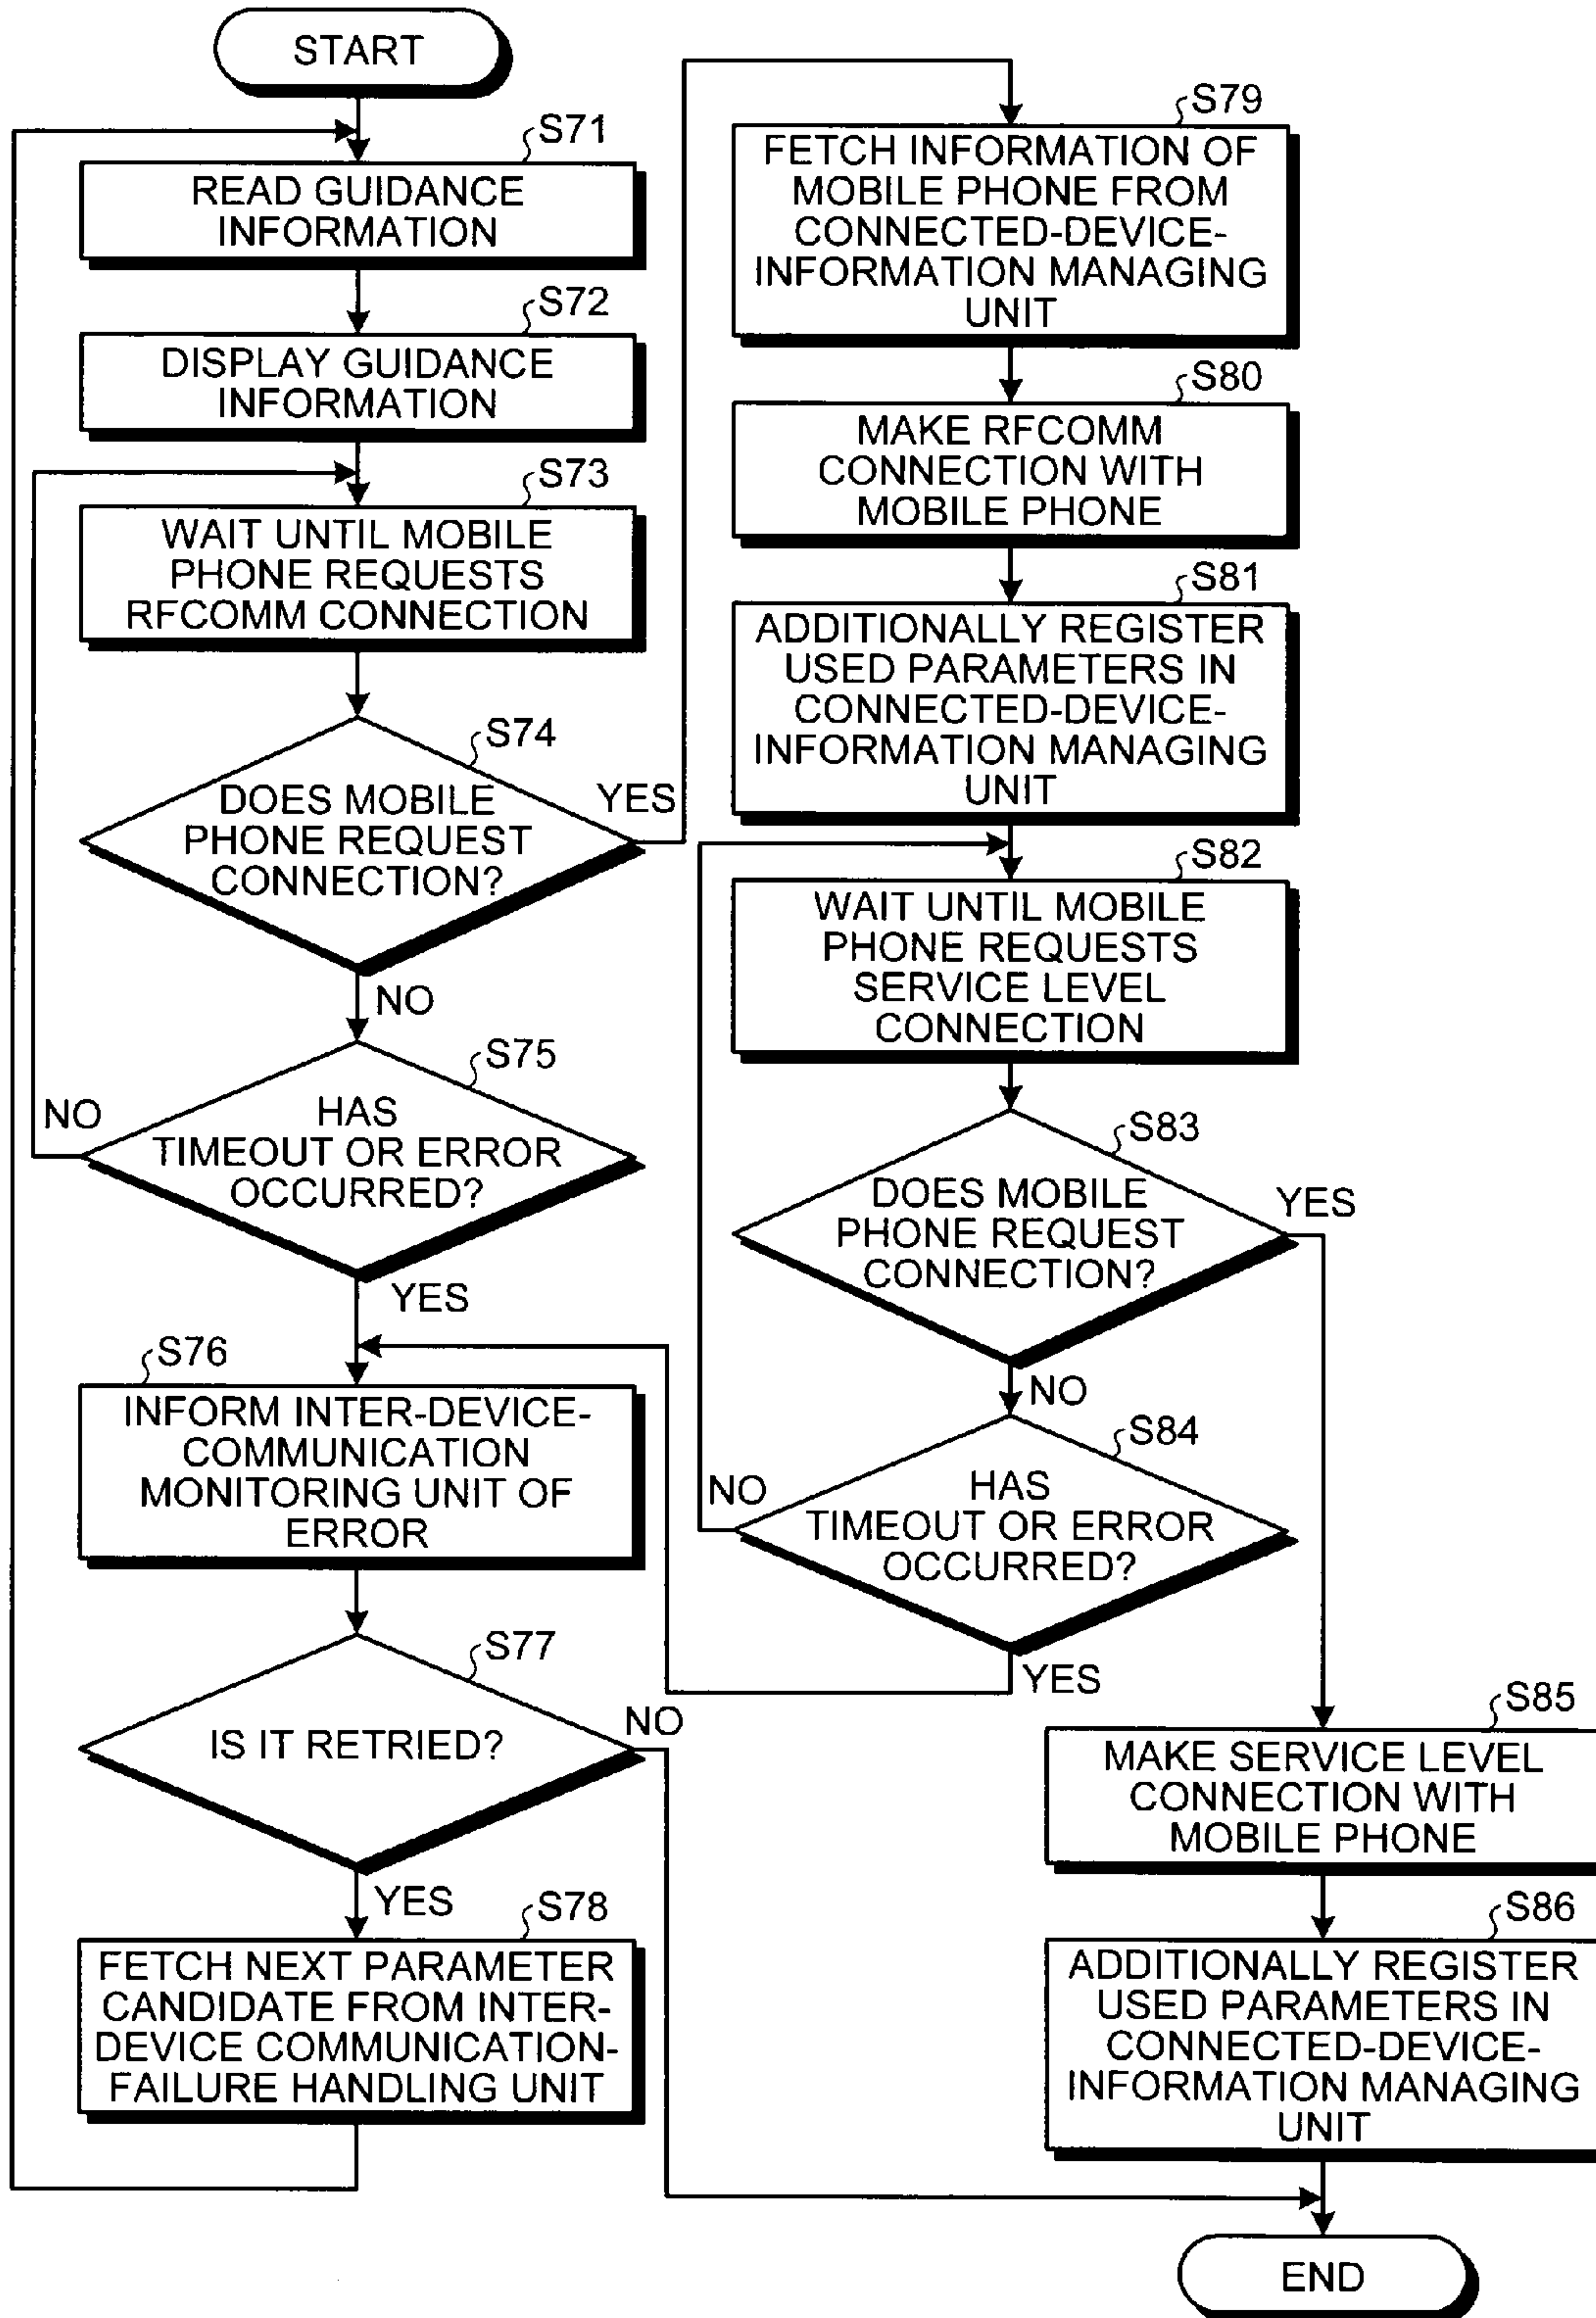 START
S71
READ GUIDANCE
INFORMATION
S72
DISPLAY GUIDANCE
INFORMATION
S73
WAIT UNTIL MOBILE
PHONE REQUESTS
RFCOMM CONNECTION
S74
DOES MOBILE
PHONE REQUEST
CONNECTION?
YES
NO
S75
HAS
TIMEOUT OR ERROR
OCCURRED?
NO
YES
S76
INFORM INTER-DEVICE-
COMMUNICATION
MONITORING UNIT OF
ERROR
S77
IS IT RETRIED?
NO
YES
S78
FETCH NEXT PARAMETER
CANDIDATE FROM INTER-
DEVICE COMMUNICATION-
FAILURE HANDLING UNIT
S79
FETCH INFORMATION OF
MOBILE PHONE FROM
CONNECTED-DEVICE-
INFORMATION MANAGING
UNIT
S80
MAKE RFCOMM
CONNECTION WITH
MOBILE PHONE
S81
ADDITIONALLY REGISTER
USED PARAMETERS IN
CONNECTED-DEVICE-
INFORMATION MANAGING
UNIT
S82
WAIT UNTIL MOBILE
PHONE REQUESTS
SERVICE LEVEL
CONNECTION
S83
DOES MOBILE
PHONE REQUEST
CONNECTION?
YES
NO
S84
HAS
TIMEOUT OR ERROR
OCCURRED?
NO
YES
S85
MAKE SERVICE LEVEL
CONNECTION WITH
MOBILE PHONE
S86
ADDITIONALLY REGISTER
USED PARAMETERS IN
CONNECTED-DEVICE-
INFORMATION MANAGING
UNIT
END